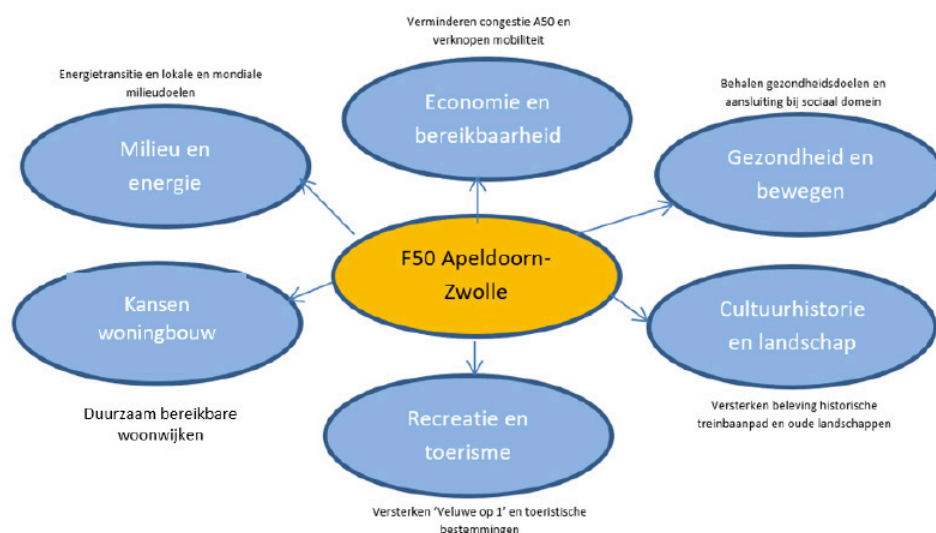 Verminderen congestie A50 en
verknopen mobiliteit
Economie en
bereikbaarheid
Energietransitie en lokale en mondiale
milieudoelen
Milieu en
energie
Behalen gezondheidsdoelen en
aansluiting bij sociaal domein
Gezondheid en
bewegen
F50 Apeldoorn-
Zwolle
Kansen
woningbouw
Duurzaam bereikbare
woonwijken
Cultuurhistorie
en landschap
Versterken beleving historische
treinbaanpad en oude landschappen
Recreatie en
toerisme
Versterken 'Veluwe op 1' en toeristische
bestemmingen